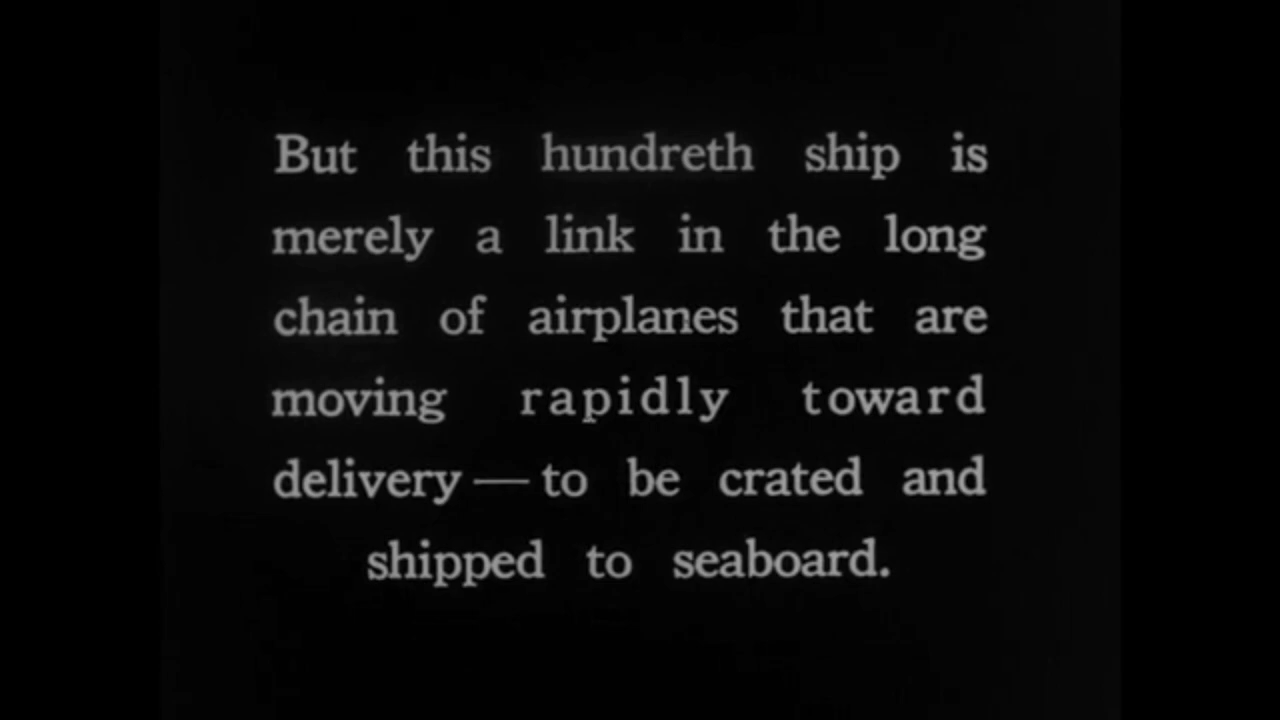 But this hundreth ship is
merely a link in the long
chain of airplanes that are
moving rapidly toward
delivery — to be crated and
shipped to seaboard.